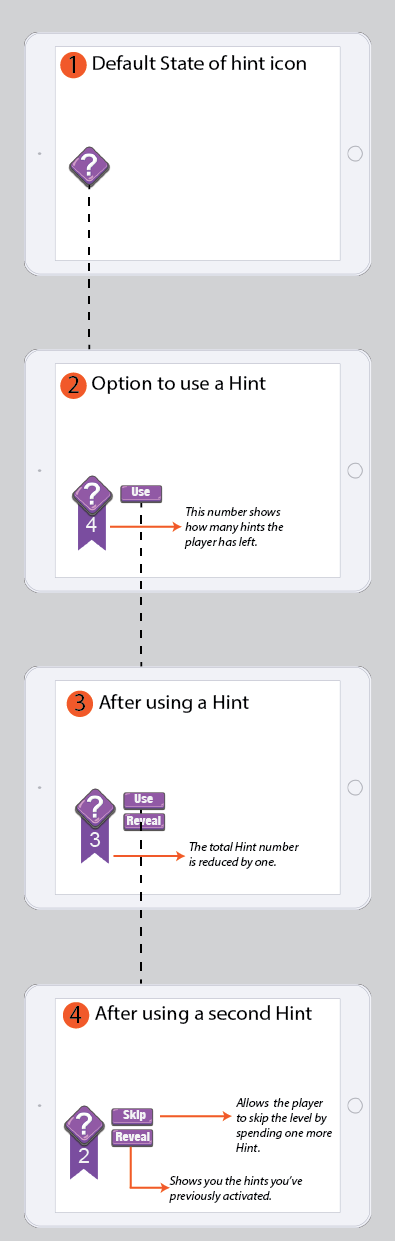 1 Default State of hint icon
?
2 Option to use a Hint
? Use
4
This number shows
how many hints the
player has left.
3 After using a Hint
? Use
Reveal
3
The total Hint number
is reduced by one.
4 After using a second Hint
? Skip
Reveal
2
Allows the player
to skip the level by
spending one more
Hint.
Shows you the hints you've
previously activated.